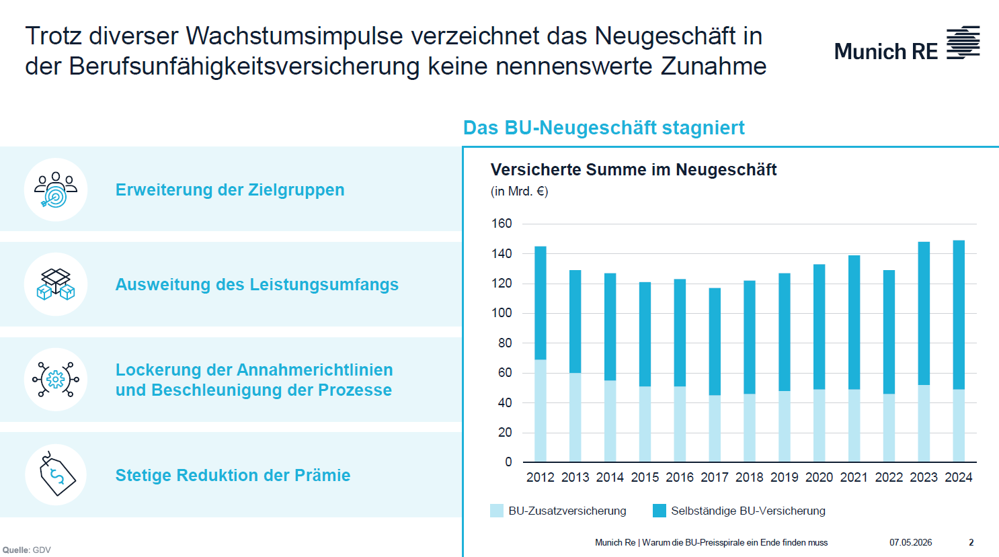 Trotz diverser Wachstumsimpulse verzeichnet das Neugeschäft in
der Berufsunfähigkeitsversicherung keine nennenswerte Zunahme
Munich RE
Erweiterung der Zielgruppen
Ausweitung des Leistungsumfangs
Lockerung der Annahmerichtlinien
und Beschleunigung der Prozesse
Stetige Reduktion der Prämie
Das BU-Neugeschäft stagniert
Versicherte Summe im Neugeschäft
(in Mrd. €)
160
140
120
100
80
60
40
20
0
2012 2013 2014 2015 2016 2017 2018 2019 2020 2021 2022 2023 2024
BU-Zusatzversicherung Selbständige BU-Versicherung
Quelle: GDV
Munich Re | Warum die BU-Preisspirale ein Ende finden muss 07.05.2026 2